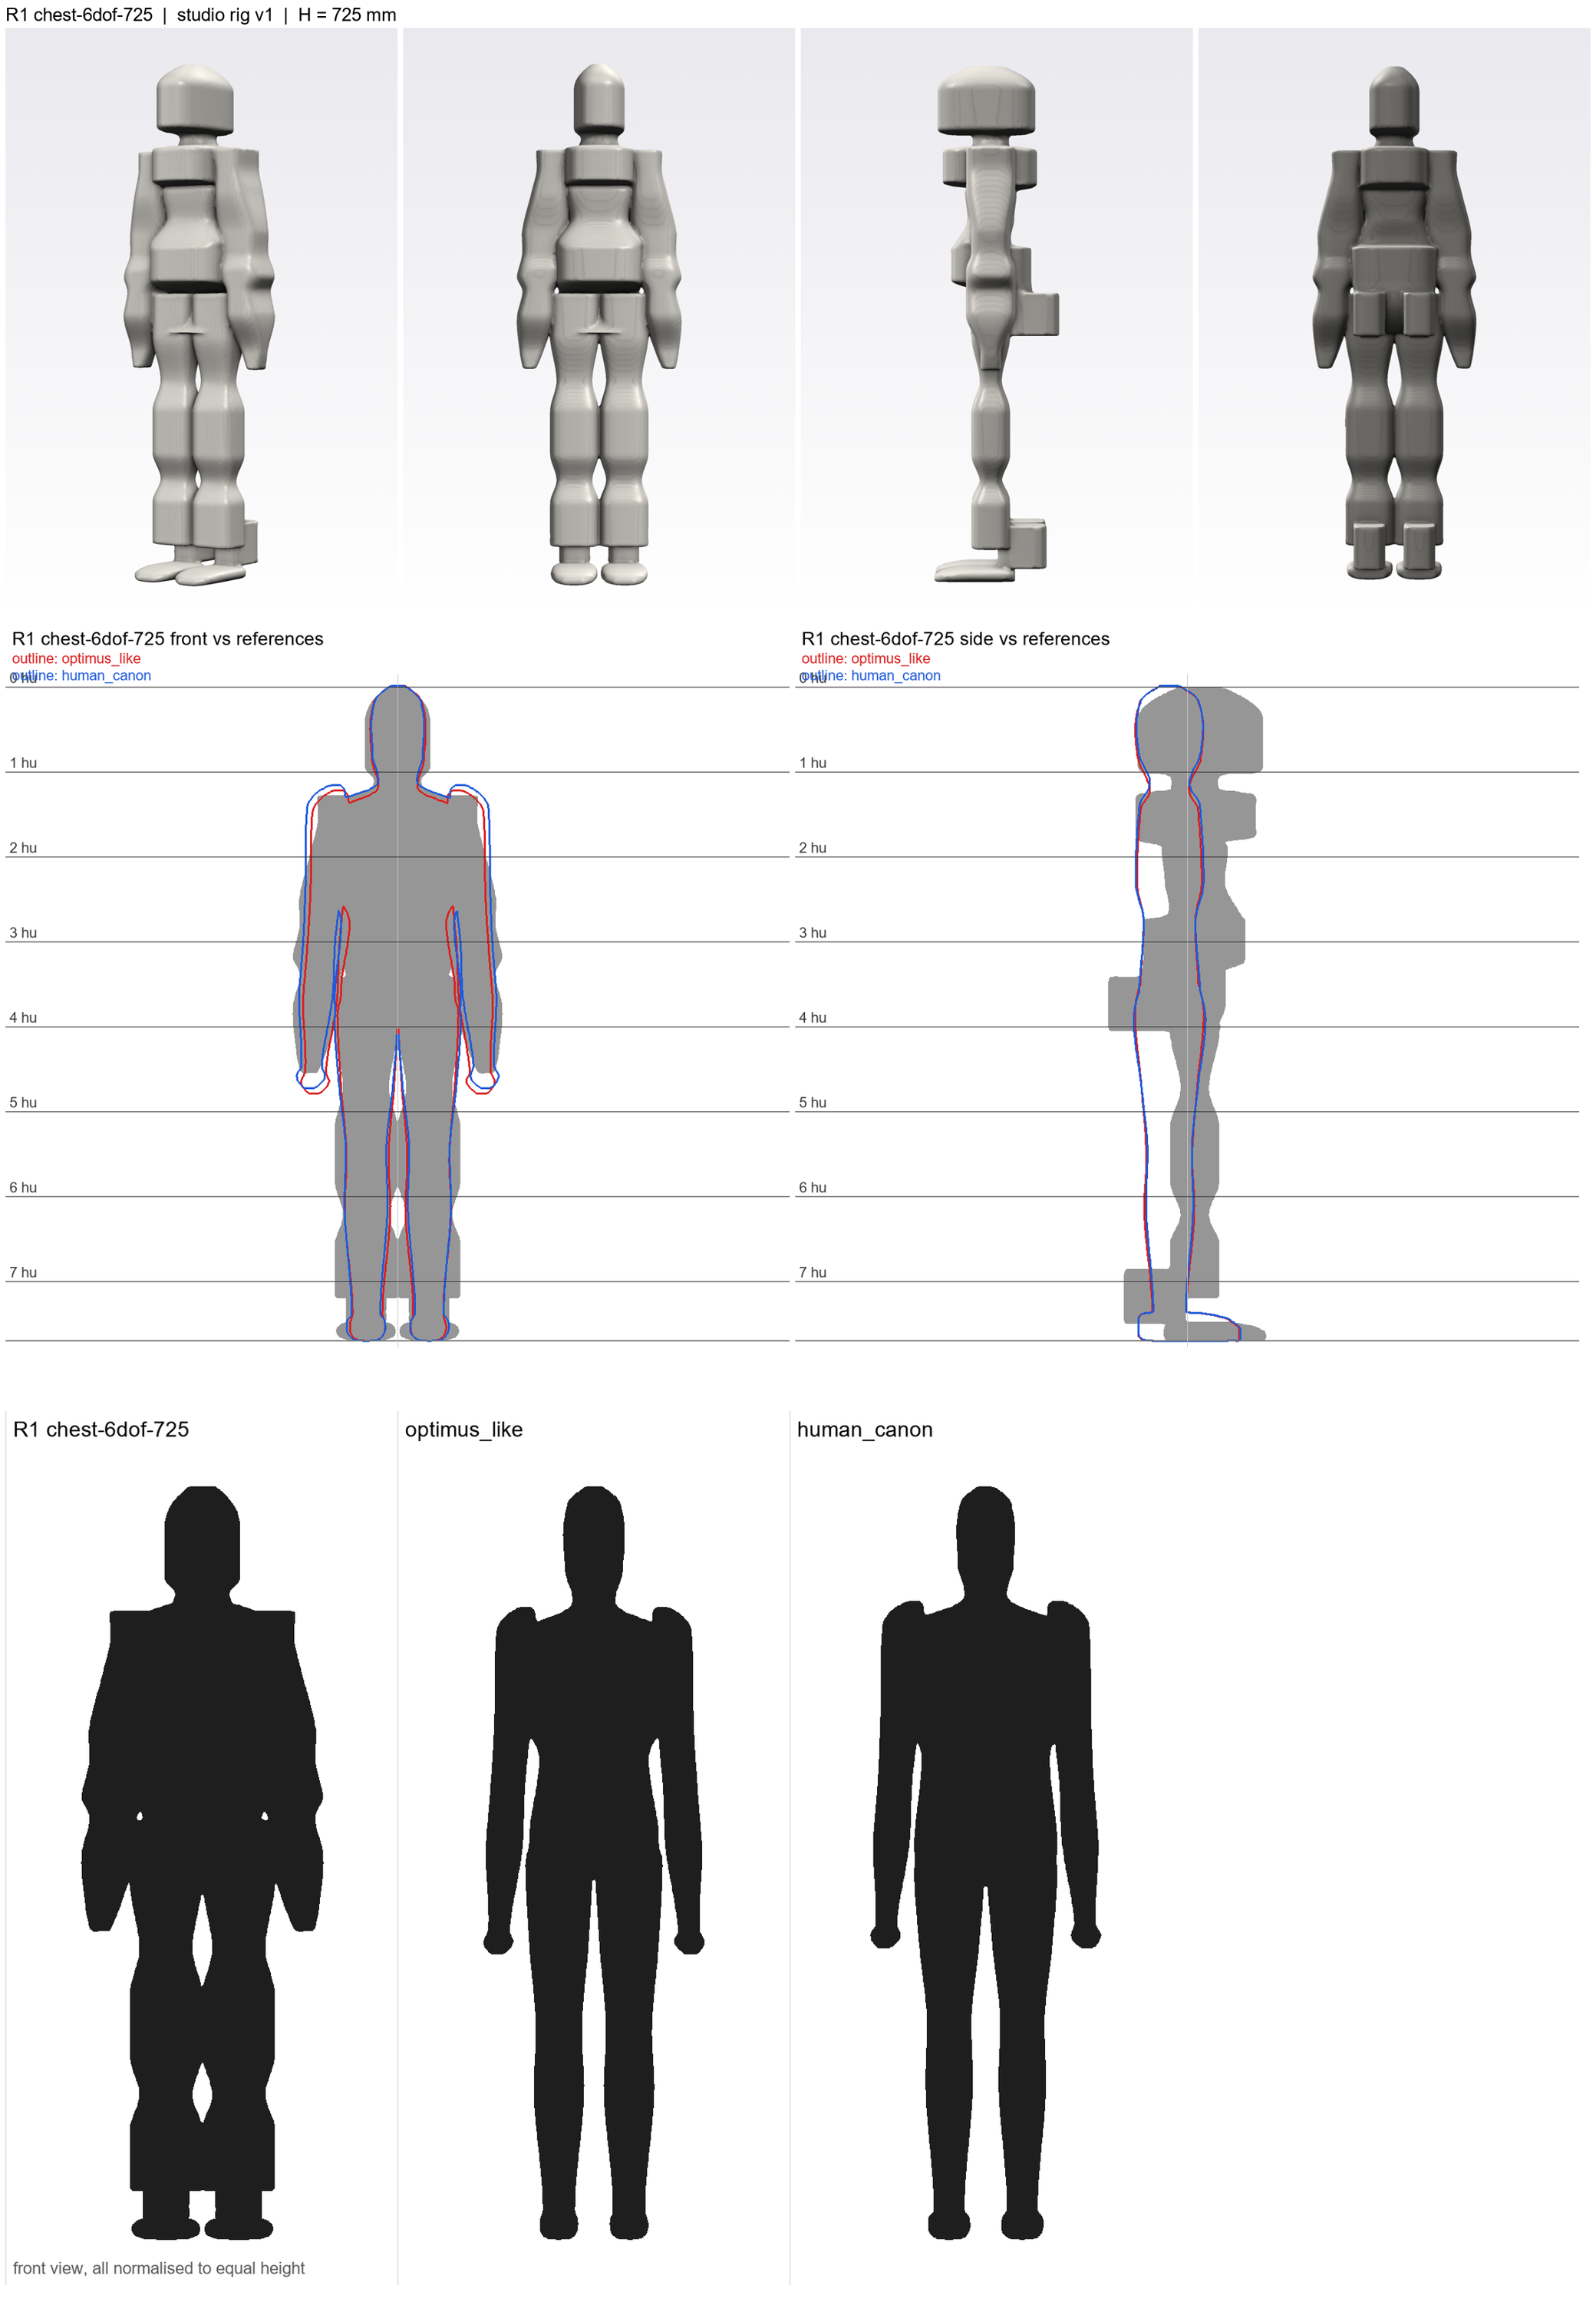 R1 chest-6dof-725 | studio rig v1 | H = 725 mm
R1 chest-6dof-725 front vs references
outline: optimus_like
outline: human_canon
0 hu
1 hu
2 hu
3 hu
4 hu
5 hu
6 hu
7 hu
R1 chest-6dof-725 side vs references
outline: optimus_like
outline: human_canon
0 hu
1 hu
2 hu
3 hu
4 hu
5 hu
6 hu
7 hu
R1 chest-6dof-725
optimus_like
human_canon
front view, all normalised to equal height